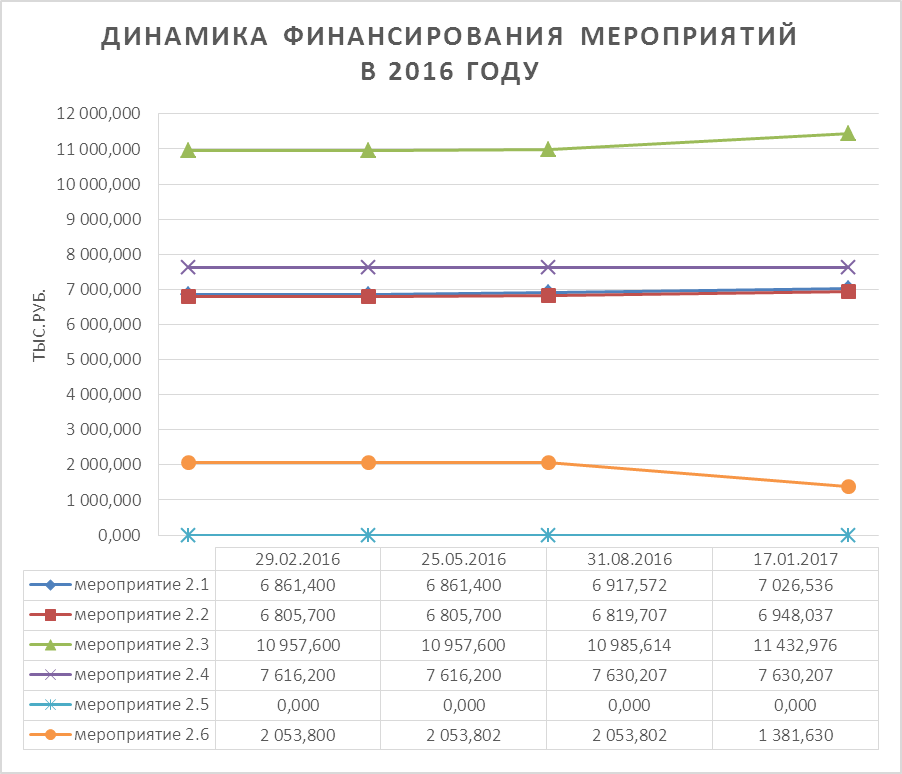 ДИНАМИКА ФИНАНСИРОВАНИЯ МЕРОПРИЯТИЙ
В 2016 ГОДУ
ТЫС.РУБ.
12 000,000
11 000,000
10 000,000
9 000,000
8 000,000
7 000,000
6 000,000
5 000,000
4 000,000
3 000,000
2 000,000
1 000,000
0,000
29.02.2016 25.05.2016 31.08.2016 17.01.2017
мероприятие 2.1 6 861,400 6 861,400 6 917,572 7 026,536
мероприятие 2.2 6 805,700 6 805,700 6 819,707 6 948,037
мероприятие 2.3 10 957,600 10 957,600 10 985,614 11 432,976
мероприятие 2.4 7 616,200 7 616,200 7 630,207 7 630,207
мероприятие 2.5 0,000 0,000 0,000 0,000
мероприятие 2.6 2 053,800 2 053,802 2 053,802 1 381,630